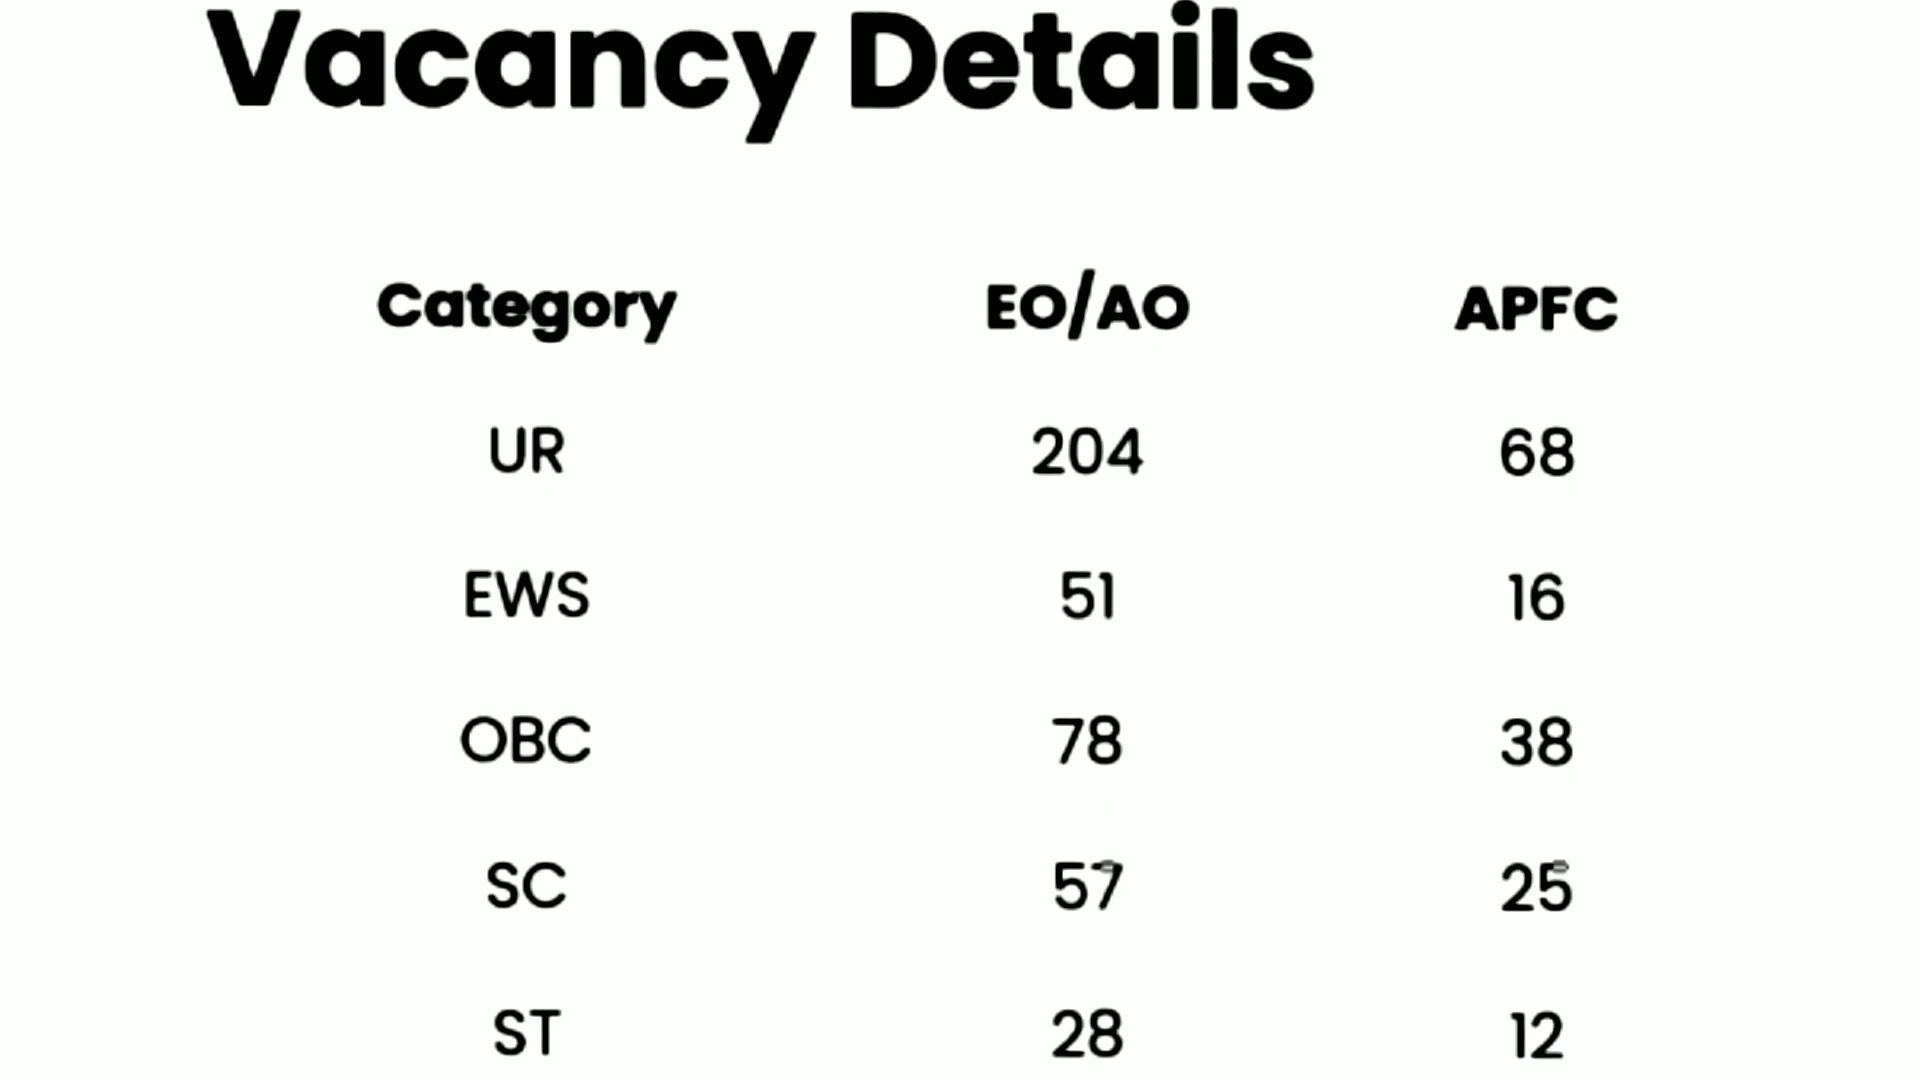 Vacancy Details
Category EO/AO APFC
UR 204 68
EWS 51 16
OBC 78 38
SC 57 25
ST 28 12